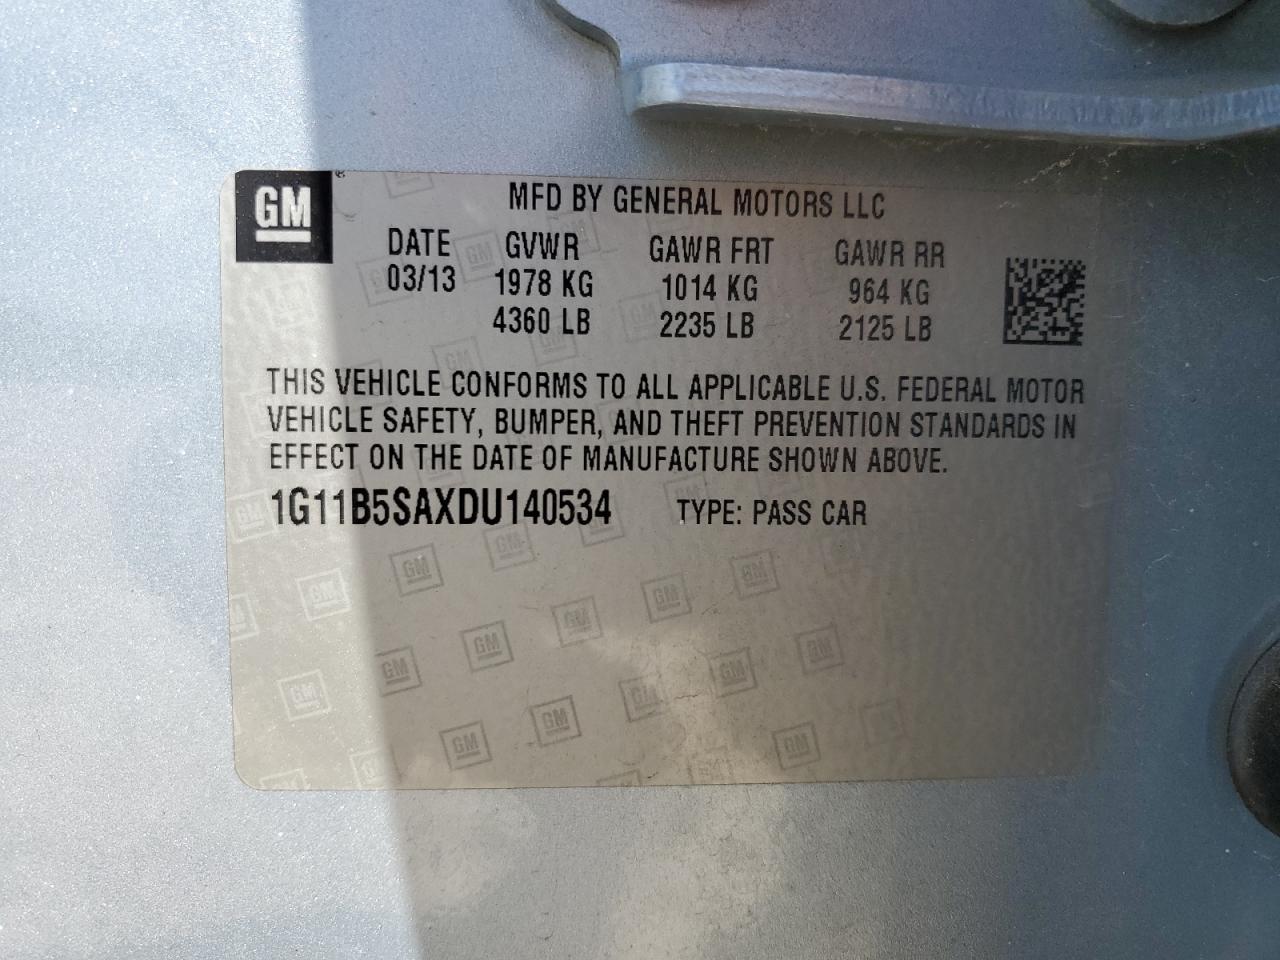 GM
MFD BY GENERAL MOTORS LLC
DATE GVWR GAWR FRT GAWR RR
03/13 1978 KG 1014 KG 964 KG
4360 LB 2235 LB 2125 LB
THIS VEHICLE CONFORMS TO ALL APPLICABLE U.S. FEDERAL MOTOR
VEHICLE SAFETY, BUMPER, AND THEFT PREVENTION STANDARDS IN
EFFECT ON THE DATE OF MANUFACTURE SHOWN ABOVE.
1G11B5SAXDU140534 TYPE: PASS CAR